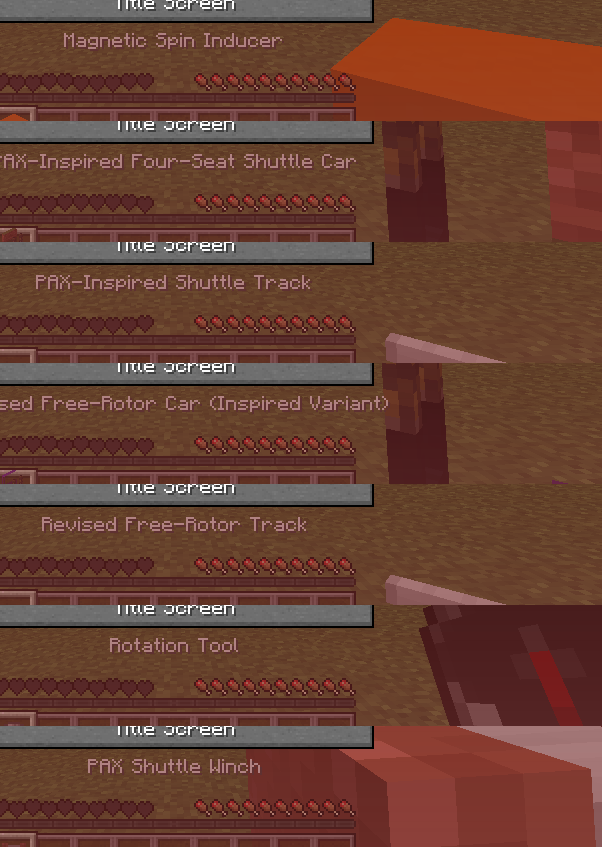 Title Screen
Magnetic Spin Inducer
Title Screen
PAX-Inspired Four-Seat Shuttle Car
Title Screen
PAX-Inspired Shuttle Track
Title Screen
sed Free-Rotor Car (Inspired Variant)
Title Screen
Revised Free-Rotor Track
Title Screen
Rotation Tool
Title Screen
PAX Shuttle Winch